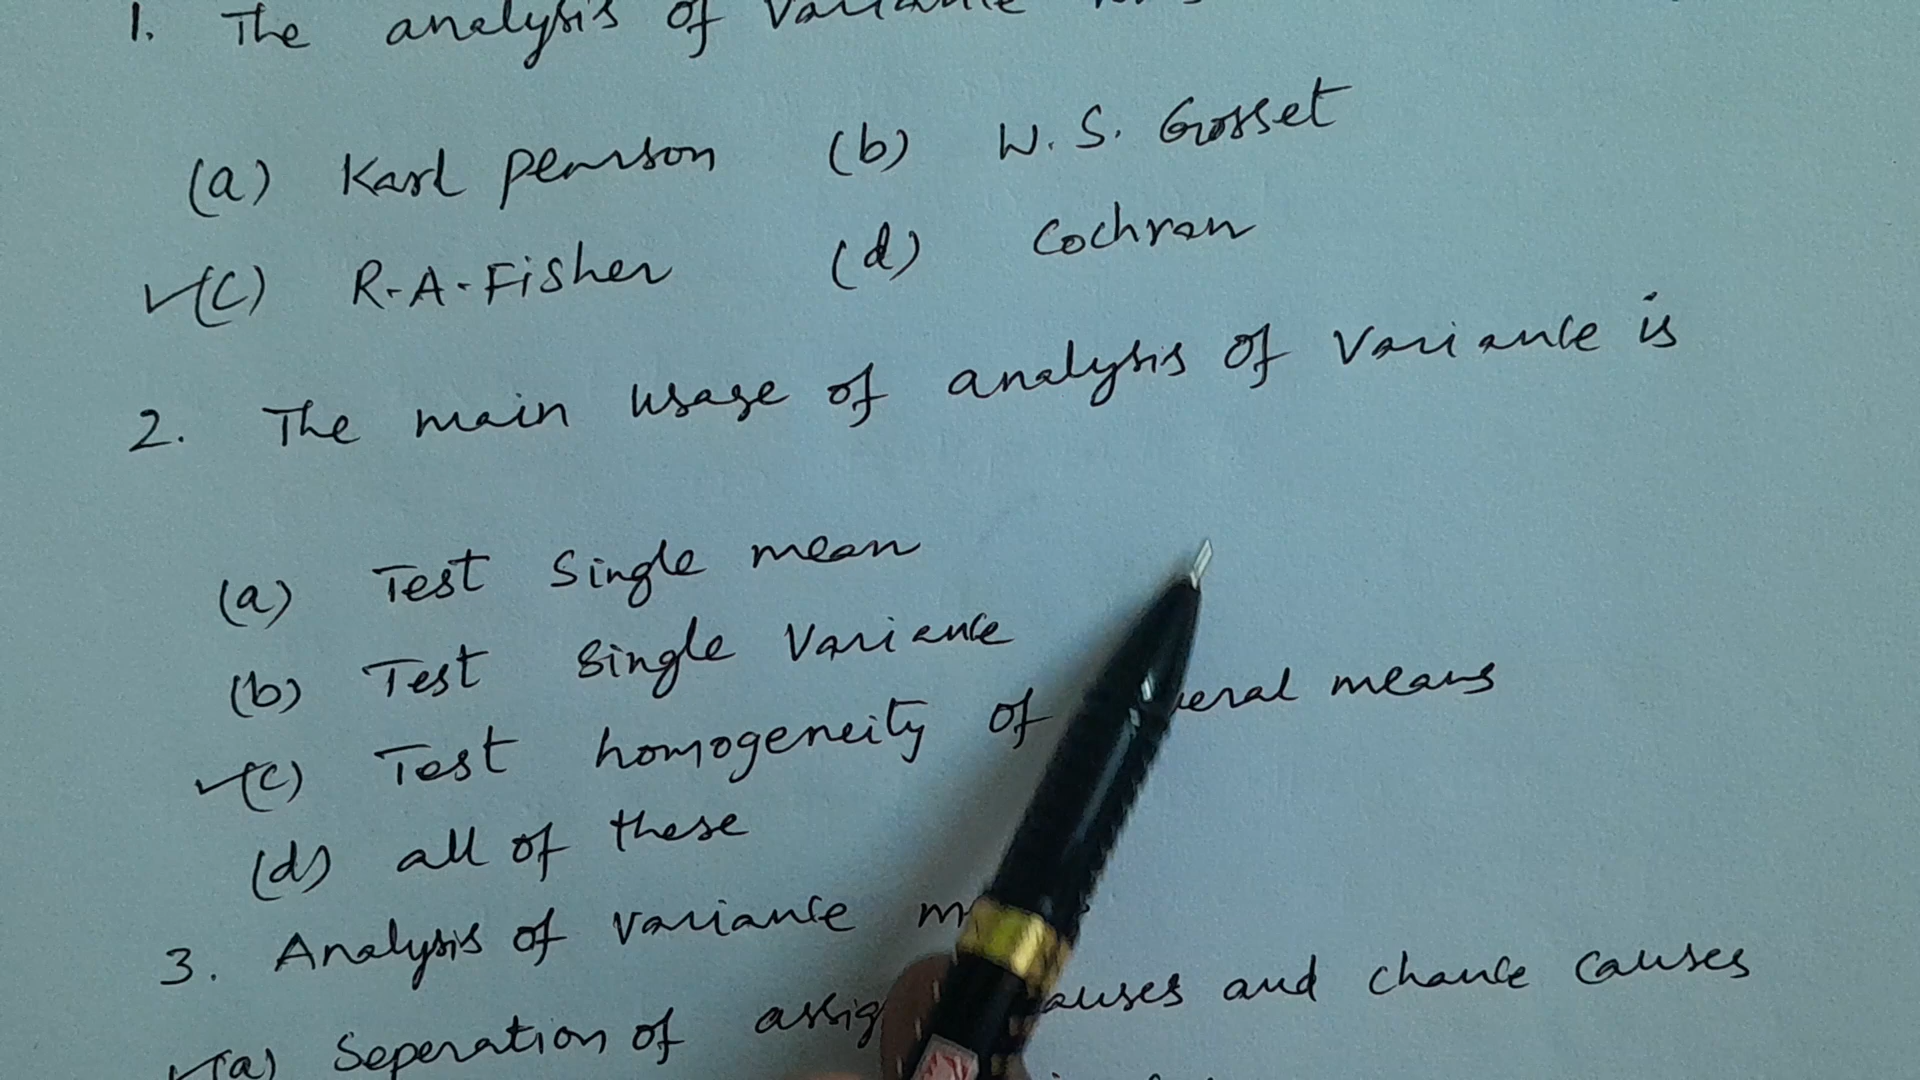 1. The analysis of Variance
(a) Karl pearson (b) W. S. Gosset
(c) R-A-Fisher (d) Cochran
2. The main usage of analysis of Variance is
(a) Test Single mean
(b) Test Single Variance
(c) Test homogeneity of means
(d) all of these
3. Analysis of Variance
(a) Seperation of and chance causes